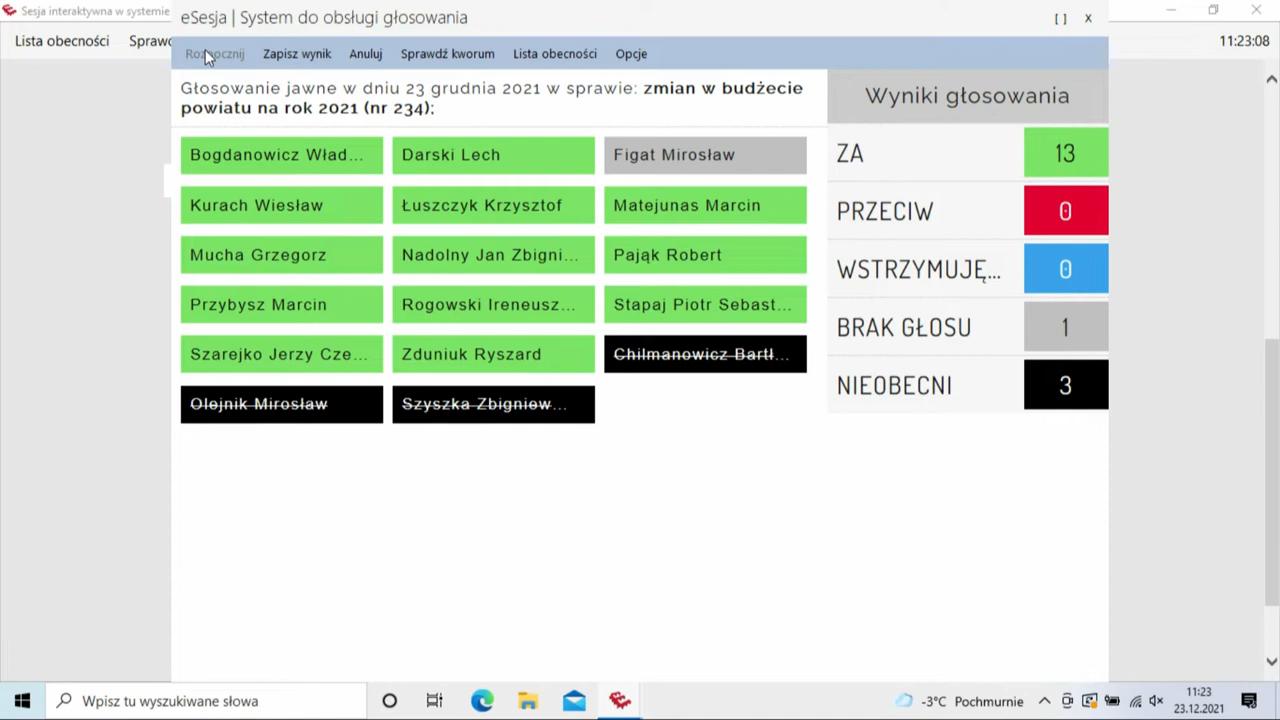 Sesja interaktywna w systemie
eSesja | System do obsługi głosowania
[ ] X
Lista obecności
11:23:08
Rozpocznij Zapisz wynik Anuluj Sprawdź kworum Lista obecności Opcje
Głosowanie jawne w dniu 23 grudnia 2021 w sprawie: zmian w budżecie
powiatu na rok 2021 (nr 234);
Bogdanowicz Wład... Darski Lech Figat Mirosław
Kurach Wiesław Łuszczyk Krzysztof Matejunas Marcin
Mucha Grzegorz Nadolny Jan Zbigni... Pająk Robert
Przybysz Marcin Rogowski Ireneusz... Stapaj Piotr Sebast...
Szarejko Jerzy Cze... Zduniuk Ryszard Chilmanowicz Bartł...
Olejnik Mirosław Szyszka Zbigniew...
Wyniki głosowania
ZA 13
PRZECIW 0
WSTRZYMUJĘ... 0
BRAK GŁOSU 1
NIEOBECNI 3
Wpisz tu wyszukiwane słowa
-3°C Pochmurnie
11:23
23.12.2021